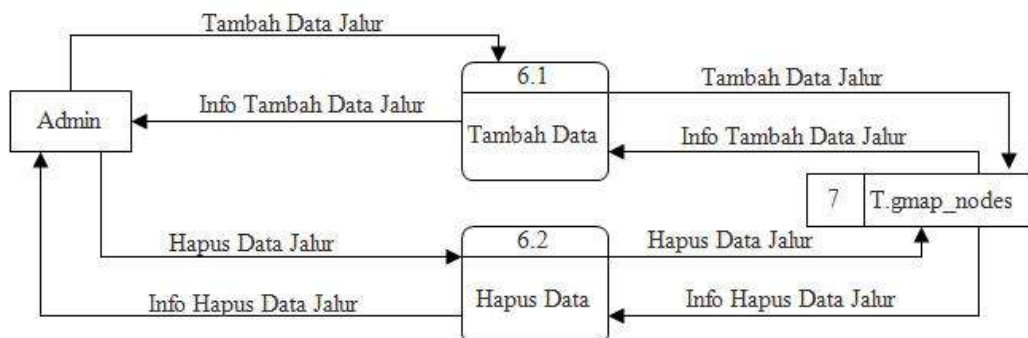 Tambah Data Jalur
6.1
Tambah Data Jalur
Info Tambah Data Jalur
Admin
Tambah Data
Info Tambah Data Jalur
7
T.gmap_nodes
6.2
Hapus Data Jalur
Hapus Data Jalur
Info Hapus Data Jalur
Hapus Data
Info Hapus Data Jalur